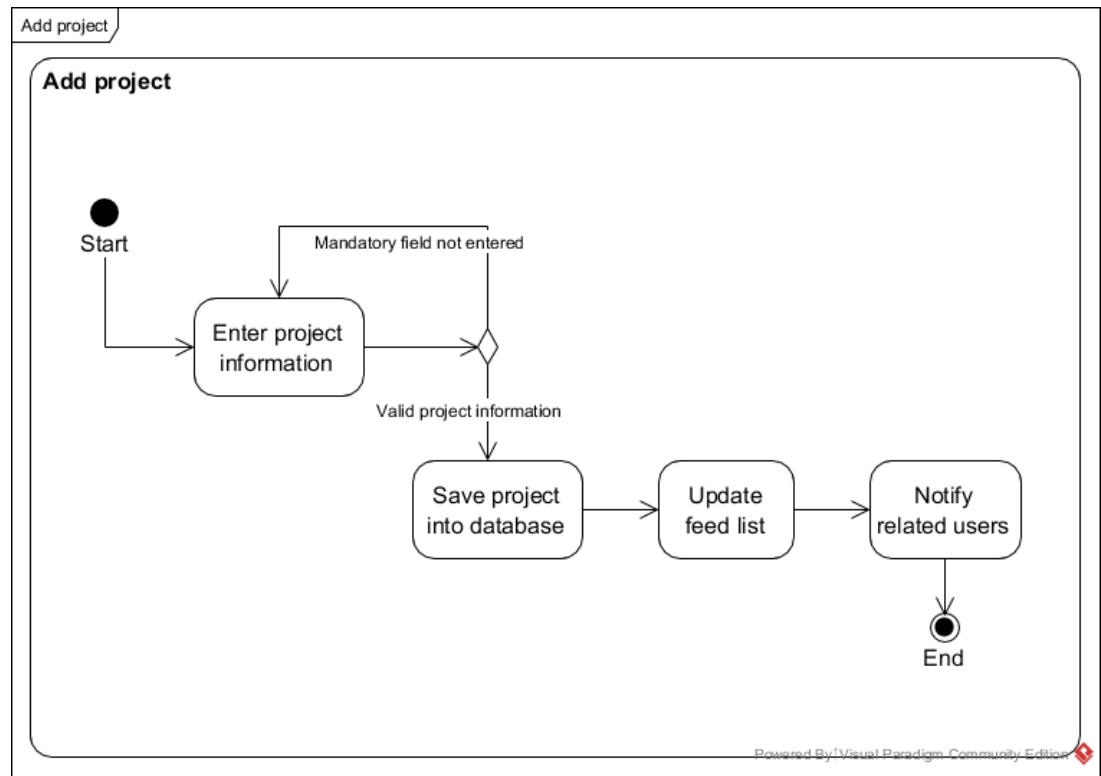 Add project
Add project
Start
Mandatory field not entered
Enter project
information
Valid project information
Save project
into database
Update
feed list
Notify
related users
End
Powered By Visual Paradigm Community Edition